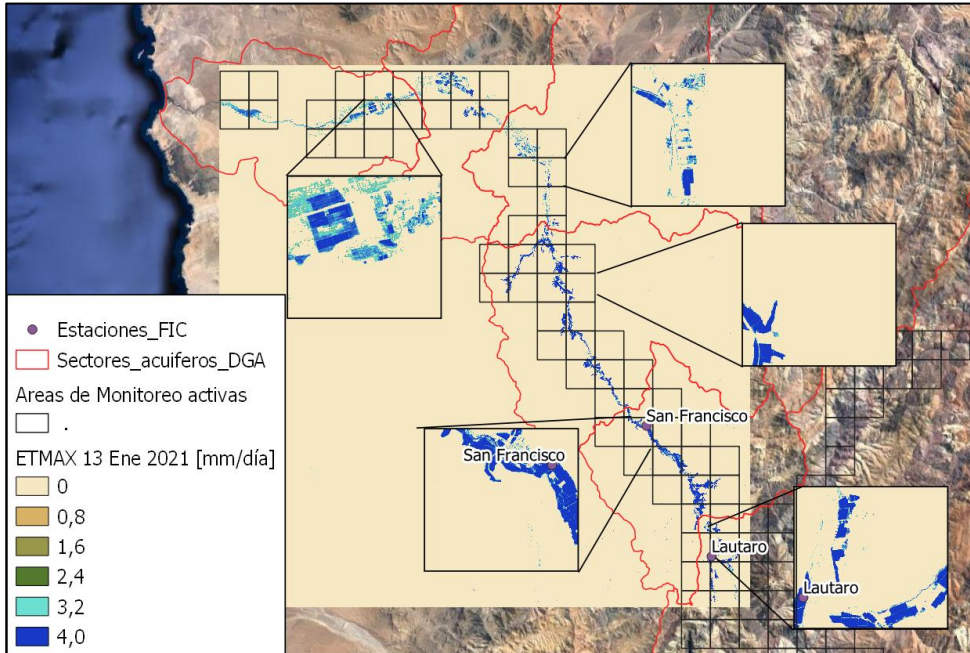 San-Francisco
San Francisco
Lautaro
Lautaro
Estaciones_FIC
Sectores_acuiferos_DGA
Areas de Monitoreo activas
.
ETMAX 13 Ene 2021 [mm/día]
0
0,8
1,6
2,4
3,2
4,0